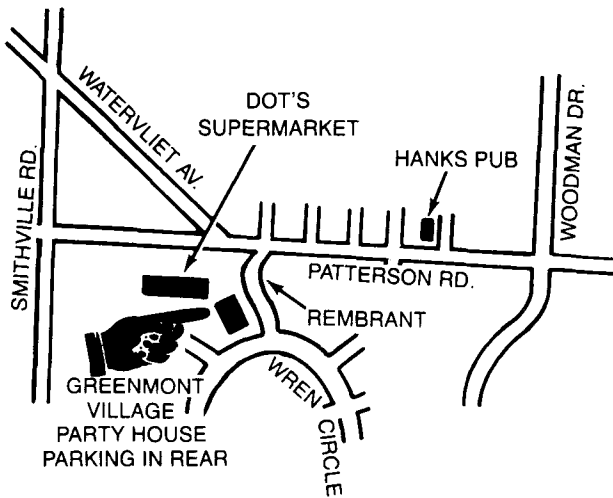 WATERVLIET AV.
DOT'S
SUPERMARKET
HANKS PUB
WOODMAN DR.
SMITHVILLE RD.
PATTERSON RD.
REMBRANT
GREENMONT
VILLAGE
PARTY HOUSE
PARKING IN REAR
WREN
CIRCLE